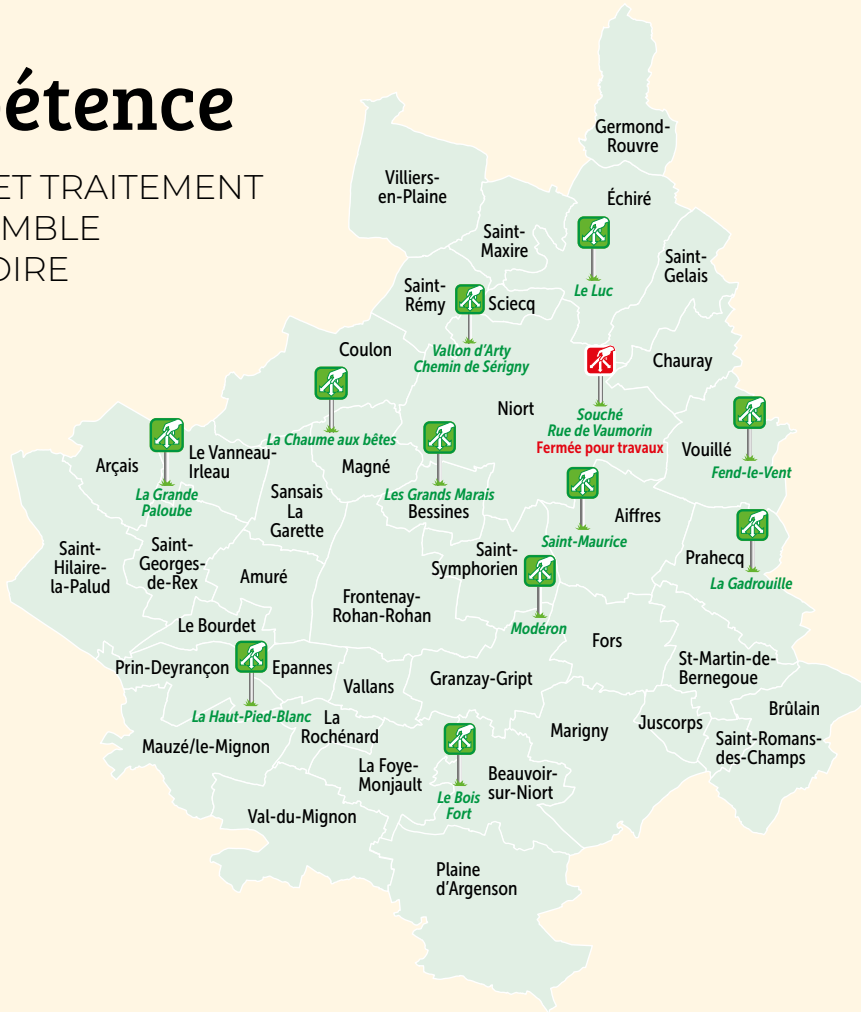 étence
ET TRAITEMENT
EMBLE
OIRE
Germond-
Rouvre
Villiers-
en-Plaine
Échiré
Saint-
Maxire
Saint-
Gelais
Le Luc
Saint-
Rémy
Sciecq
Vallon d'Arty
Chemin de Sérigny
Coulon
Chauray
Niort
Souché
Rue de Vaumorin
Fermée pour travaux
La Chaume aux bêtes
Vouillé
Fend-le-Vent
Arçais
Le Vanneau-
Irleau
Magné
La Grande
Paloube
Sansais
La
Garette
Les Grands Marais
Bessines
Aiffres
Saint-Maurice
Saint-
Hilaire-
la-Palud
Saint-
Georges-
de-Rex
Amuré
Saint-
Symphorien
Prahecq
La Gadrouille
Frontenay-
Rohan-Rohan
Modéron
Le Bourdet
Fors
Prin-Deyrançon
Epannes
Vallans
Granzay-Gript
St-Martin-de-
Bernegoue
La Haut-Pied-Blanc
La
Rochénard
Mauzé/le-Mignon
Marigny
Juscorps
Brûlain
Saint-Romans-
des-Champs
La Foye-
Monjault
Beauvoir-
sur-Niort
Le Bois
Fort
Val-du-Mignon
Plaine
d'Argenson